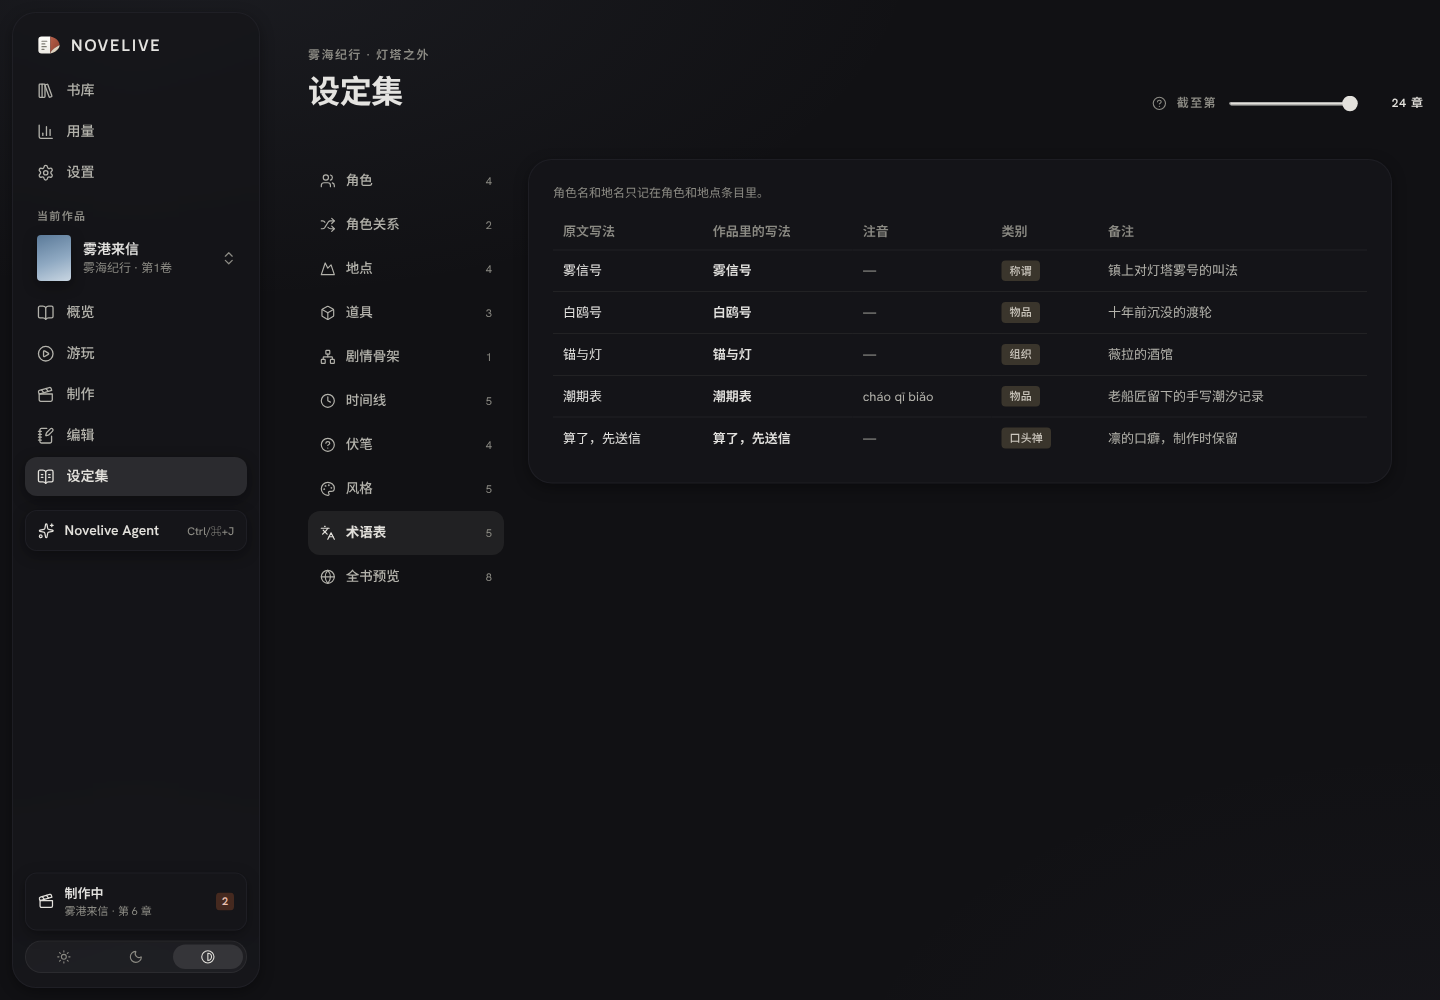 NOVELIVE
书库
用量
设置
当前作品
雾港来信
雾海纪行 · 第1卷
概览
游玩
制作
编辑
设定集
Novelive Agent Ctrl/⌘+J
制作中
雾港来信 · 第 6 章
2
雾海纪行 · 灯塔之外
设定集
截至第 24 章
角色 4
角色关系 2
地点 4
道具 3
剧情骨架 1
时间线 5
伏笔 4
风格 5
术语表 5
全书预览 8
角色名和地名只记在角色和地点条目里。
原文写法 作品里的写法 注音 类别 备注
雾信号 雾信号 — 称谓 镇上对灯塔雾号的叫法
白鸥号 白鸥号 — 物品 十年前沉没的渡轮
锚与灯 锚与灯 — 组织 薇拉的酒馆
潮期表 潮期表 cháo qī biǎo 物品 老船匠留下的手写潮汐记录
算了，先送信 算了，先送信 — 口头禅 凛的口癖，制作时保留